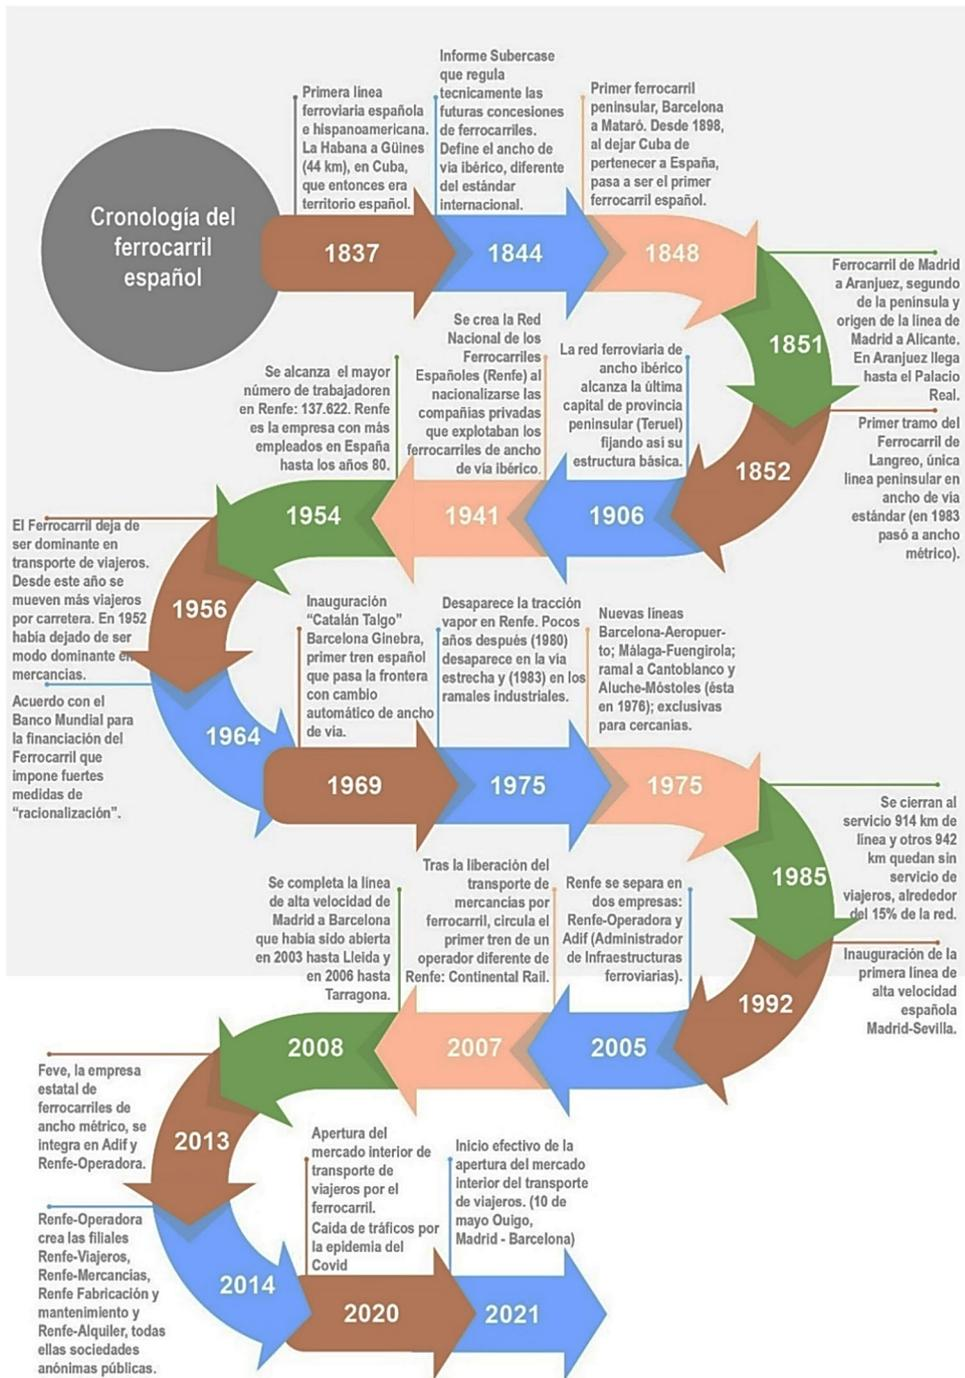 Cronología del
ferrocarril
español
Primera línea
ferroviaria española
e hispanoamericana.
La Habana a Güines
(44 km), en Cuba,
que entonces era
territorio español.
1837
Informe Subercase
que regula
tecnicamente las
futuras concesiones
de ferrocarriles.
Define el ancho de
vía ibérico, diferente
del estándar
internacional.
1844
Primer ferrocarril
peninsular, Barcelona
a Mataró. Desde 1898,
al dejar Cuba de
pertenecer a España,
pasa a ser el primer
ferrocarril español.
1848
Ferrocarril de Madrid
a Aranjuez, segundo
de la península y
origen de la línea de
Madrid a Alicante.
En Aranjuez llega
hasta el Palacio
Real.
1851
Primer tramo del
Ferrocarril de
Langreo, única
línea peninsular en
ancho de vía
estándar (en 1983
pasó a ancho
métrico).
1852
La red ferroviaria de
ancho ibérico
alcanza la última
capital de provincia
peninsular (Teruel)
fijando así su
estructura básica.
1906
Se crea la Red
Nacional de los
Ferrocarriles
Españoles (Renfe) al
nacionalizarse las
compañías privadas
que explotaban los
ferrocarriles de ancho
de vía ibérico.
1941
Se alcanza el mayor
número de trabajadoren
en Renfe: 137.622. Renfe
es la empresa con más
empleados en España
hasta los años 80.
1954
El Ferrocarril deja de
ser dominante en
transporte de viajeros.
Desde este año se
mueven más viajeros
por carretera. En 1952
había dejado de ser
modo dominante en
mercancias.
1956
Acuerdo con el
Banco Mundial para
la financiación del
Ferrocarril que
impone fuertes
medidas de
“racionalización”.
1964
Inauguración
“Catalán Talgo”
Barcelona Ginebra,
primer tren español
que pasa la frontera
con cambio
automático de ancho
de vía.
1969
Desaparece la tracción
vapor en Renfe. Pocos
años después (1980)
desaparece en la vía
estrecha y (1983) en los
ramales industriales.
1975
Nuevas líneas
Barcelona-Aeropuer-
to; Málaga-Fuengirola;
ramal a Cantoblanco y
Aluche-Móstoles (ésta
en 1976); exclusivas
para cercanías.
1975
Se cierran al
servicio 914 km de
línea y otros 942
km quedan sin
servicio de
viajeros, alrededor
del 15% de la red.
1985
Inauguración de la
primera línea de
alta velocidad
española
Madrid-Sevilla.
1992
Renfe se separa en
dos empresas:
Renfe-Operadora y
Adif (Administrador
de Infraestructuras
ferroviarias).
2005
Tras la liberación del
transporte de
mercancías por
ferrocarril, circula el
primer tren de un
operador diferente de
Renfe: Continental Rail.
2007
Se completa la línea
de alta velocidad de
Madrid a Barcelona
que había sido abierta
en 2003 hasta Lleida y
en 2006 hasta
Tarragona.
2008
Feve, la empresa
estatal de
ferrocarriles de
ancho métrico, se
integra en Adif y
Renfe-Operadora.
2013
Renfe-Operadora
crea las filiales
Renfe-Viajeros,
Renfe-Mercancias,
Renfe Fabricación y
mantenimiento y
Renfe-Alquiler, todas
ellas sociedades
anónimas públicas.
2014
Apertura del
mercado interior de
transporte de
viajeros por el
ferrocarril.
Caida de tráficos por
la epidemia del
Covid
2020
Inicio efectivo de la
apertura del mercado
interior del transporte
de viajeros. (10 de
mayo Ouigo,
Madrid - Barcelona)
2021